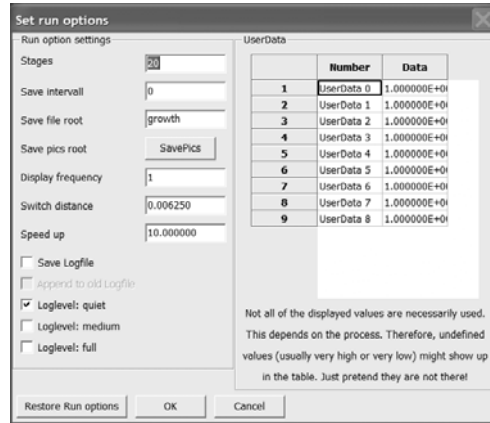 Set run options
Run option settings
Stages
20
Save intervall
0
Save file root
growth
Save pics root
SavePics
Display frequency
1
Switch distance
0.006250
Speed up
10.000000
Save Logfile
Append to old Logfile
Loglevel: quiet
Loglevel: medium
Loglevel: full
UserData
Number Data
1 UserData 0 1.000000E+0
2 UserData 1 1.000000E+0
3 UserData 2 1.000000E+0
4 UserData 3 1.000000E+0
5 UserData 4 1.000000E+0
6 UserData 5 1.000000E+0
7 UserData 6 1.000000E+0
8 UserData 7 1.000000E+0
9 UserData 8 1.000000E+0
Not all of the displayed values are necessarily used.
This depends on the process. Therefore, undefined
values (usually very high or very low) might show up
in the table. Just pretend they are not there!
Restore Run options OK Cancel